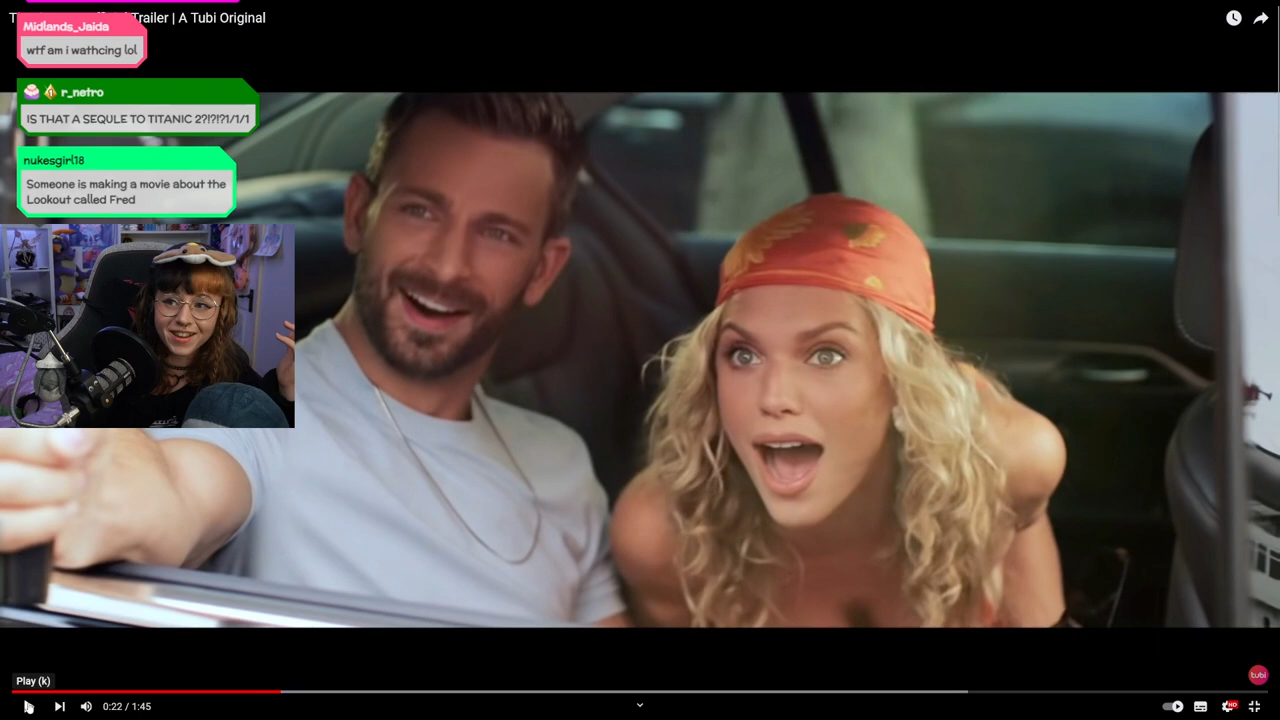 Trailer | A Tubi Original
Midlands_Jaida
wtf am i wathcing lol
r_netro
IS THAT A SEQULE TO TITANIC 2?!?!?1/1/1
nukesgirl18
Someone is making a movie about the
Lookout called Fred
tubi
Play (k)
0:22 / 1:45
HD